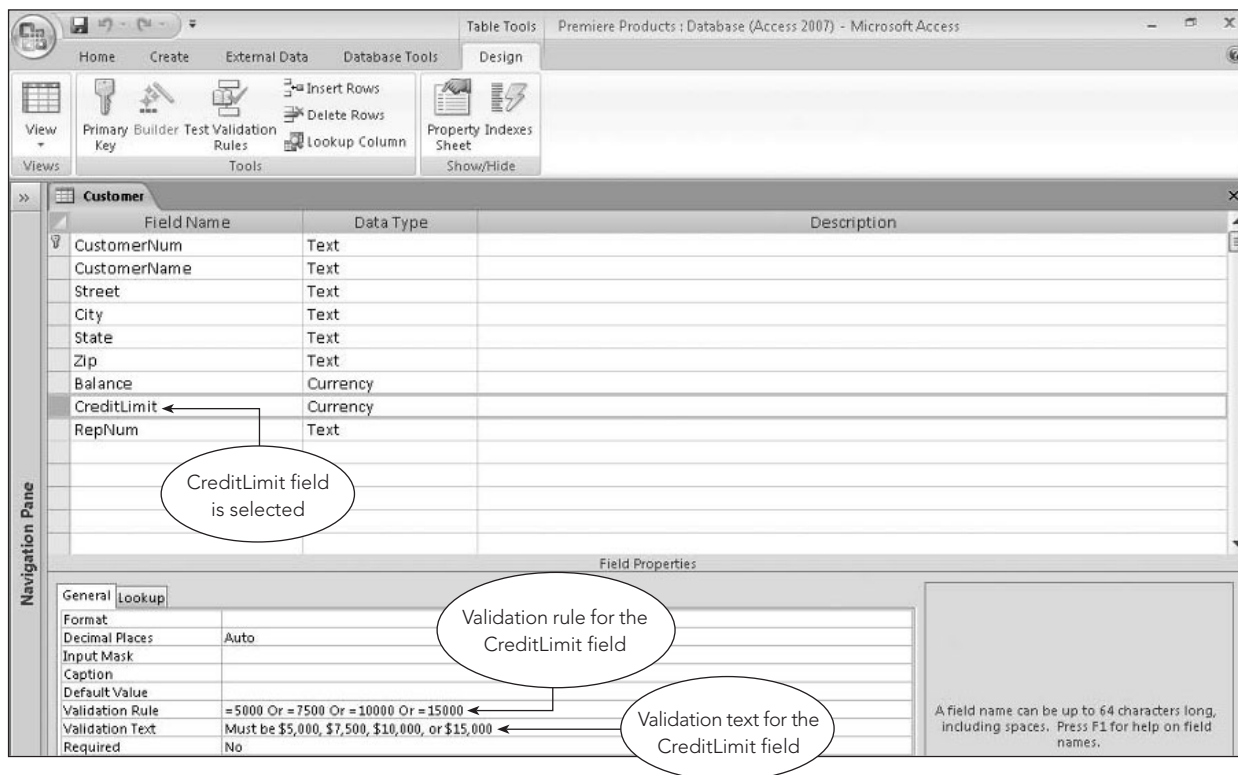 Table Tools Premiere Products : Database (Access 2007) - Microsoft Access
Home Create External Data Database Tools Design
View
Views
Primary Key
Builder
Test Validation Rules
Insert Rows
Delete Rows
Lookup Column
Tools
Property Sheet
Indexes
Show/Hide
Customer
Field Name Data Type Description
CustomerNum Text
CustomerName Text
Street Text
City Text
State Text
Zip Text
Balance Currency
CreditLimit Currency
RepNum Text
CreditLimit field
is selected
Navigation Pane
Field Properties
General Lookup
Format
Decimal Places Auto
Input Mask
Caption
Default Value
Validation Rule =5000 Or =7500 Or =10000 Or =15000
Validation Text Must be $5,000, $7,500, $10,000, or $15,000
Required No
Validation rule for the
CreditLimit field
Validation text for the
CreditLimit field
A field name can be up to 64 characters long,
including spaces. Press F1 for help on field
names.